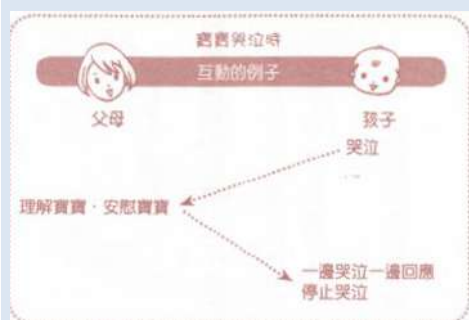 寶寶哭泣時
互動的例子
父母
孩子
哭泣
理解寶寶·安慰寶寶
一邊哭泣一邊回應
停止哭泣